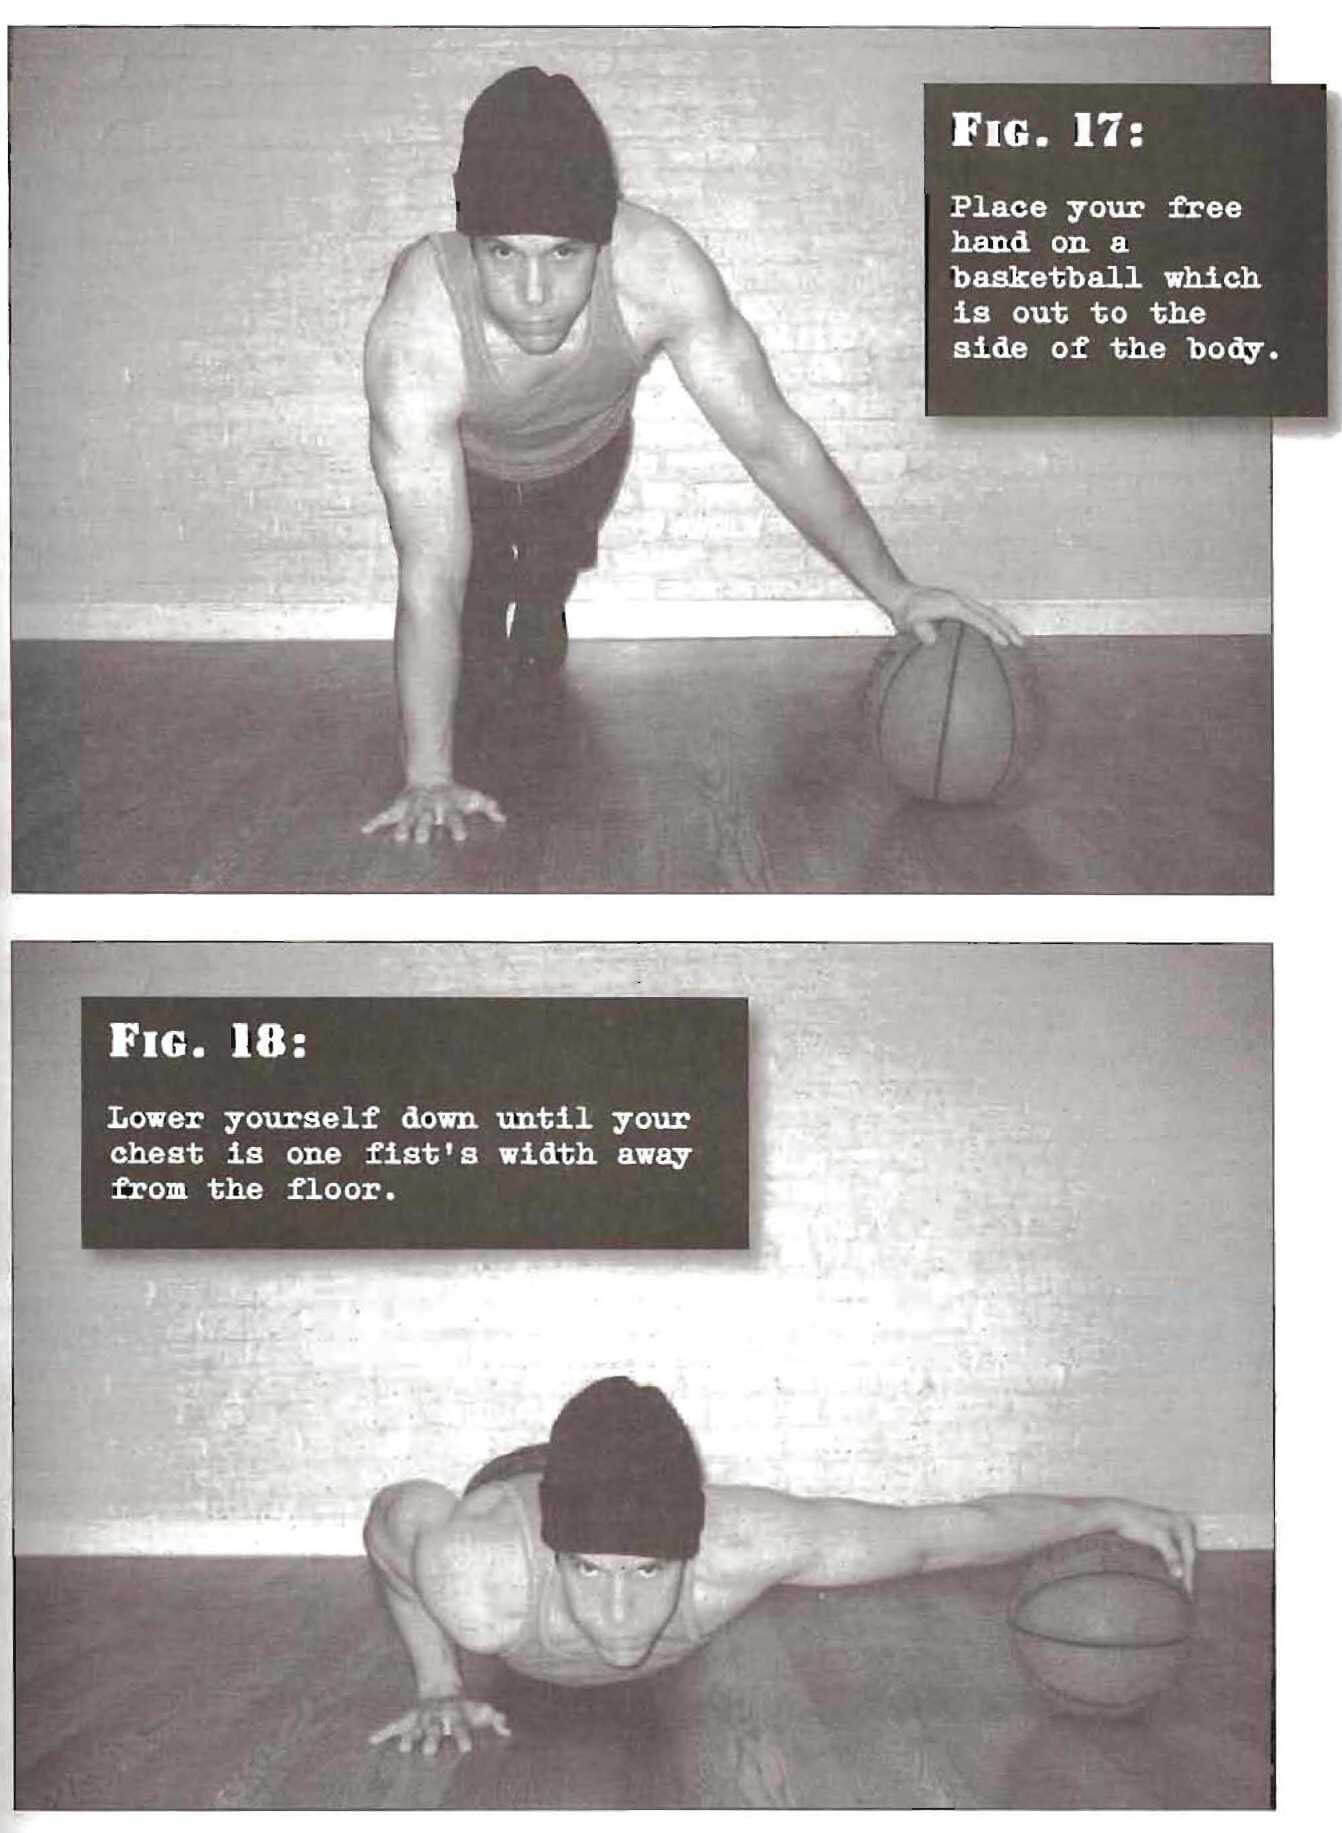 FIG. 17:
Place your free
hand on a
basketball which
is out to the
side of the body.
FIG. 18:
Lower yourself down until your
chest is one fist's width away
from the floor.